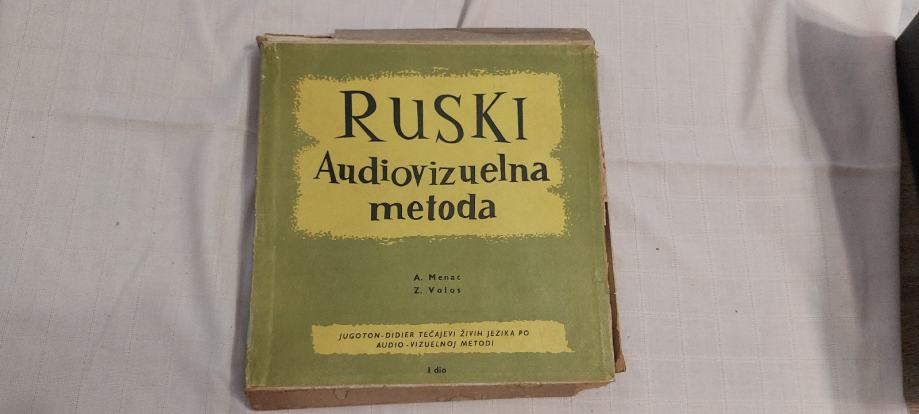 RUSKI
Audiovizuelna
metoda
A. Menac
Z. Volos
JUGOTON-DIDIER TEČAJEVI ŽIVIH JEZIKA PO
AUDIO-VIZUELNOJ METODI
I dio